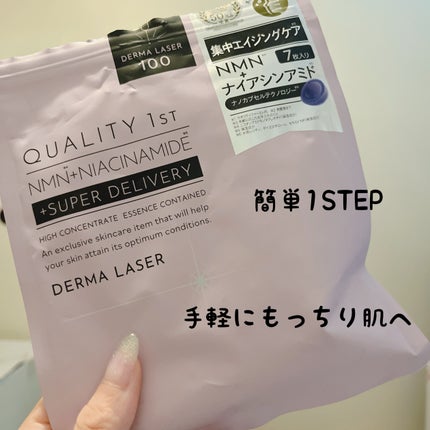 DERMA LASER
100
集中エイジングケア
NMN
+
ナイアシンアミド
7枚入り
ナノカプセルテクノロジー
QUALITY 1ST
NMN+NIACINAMIDE
+SUPER DELIVERY
HIGH CONCENTRATE ESSENCE CONTAINED
An exclusive skincare item that will help
your skin attain its optimum conditions.
DERMA LASER
簡単1STEP
手軽にもっちり肌へ